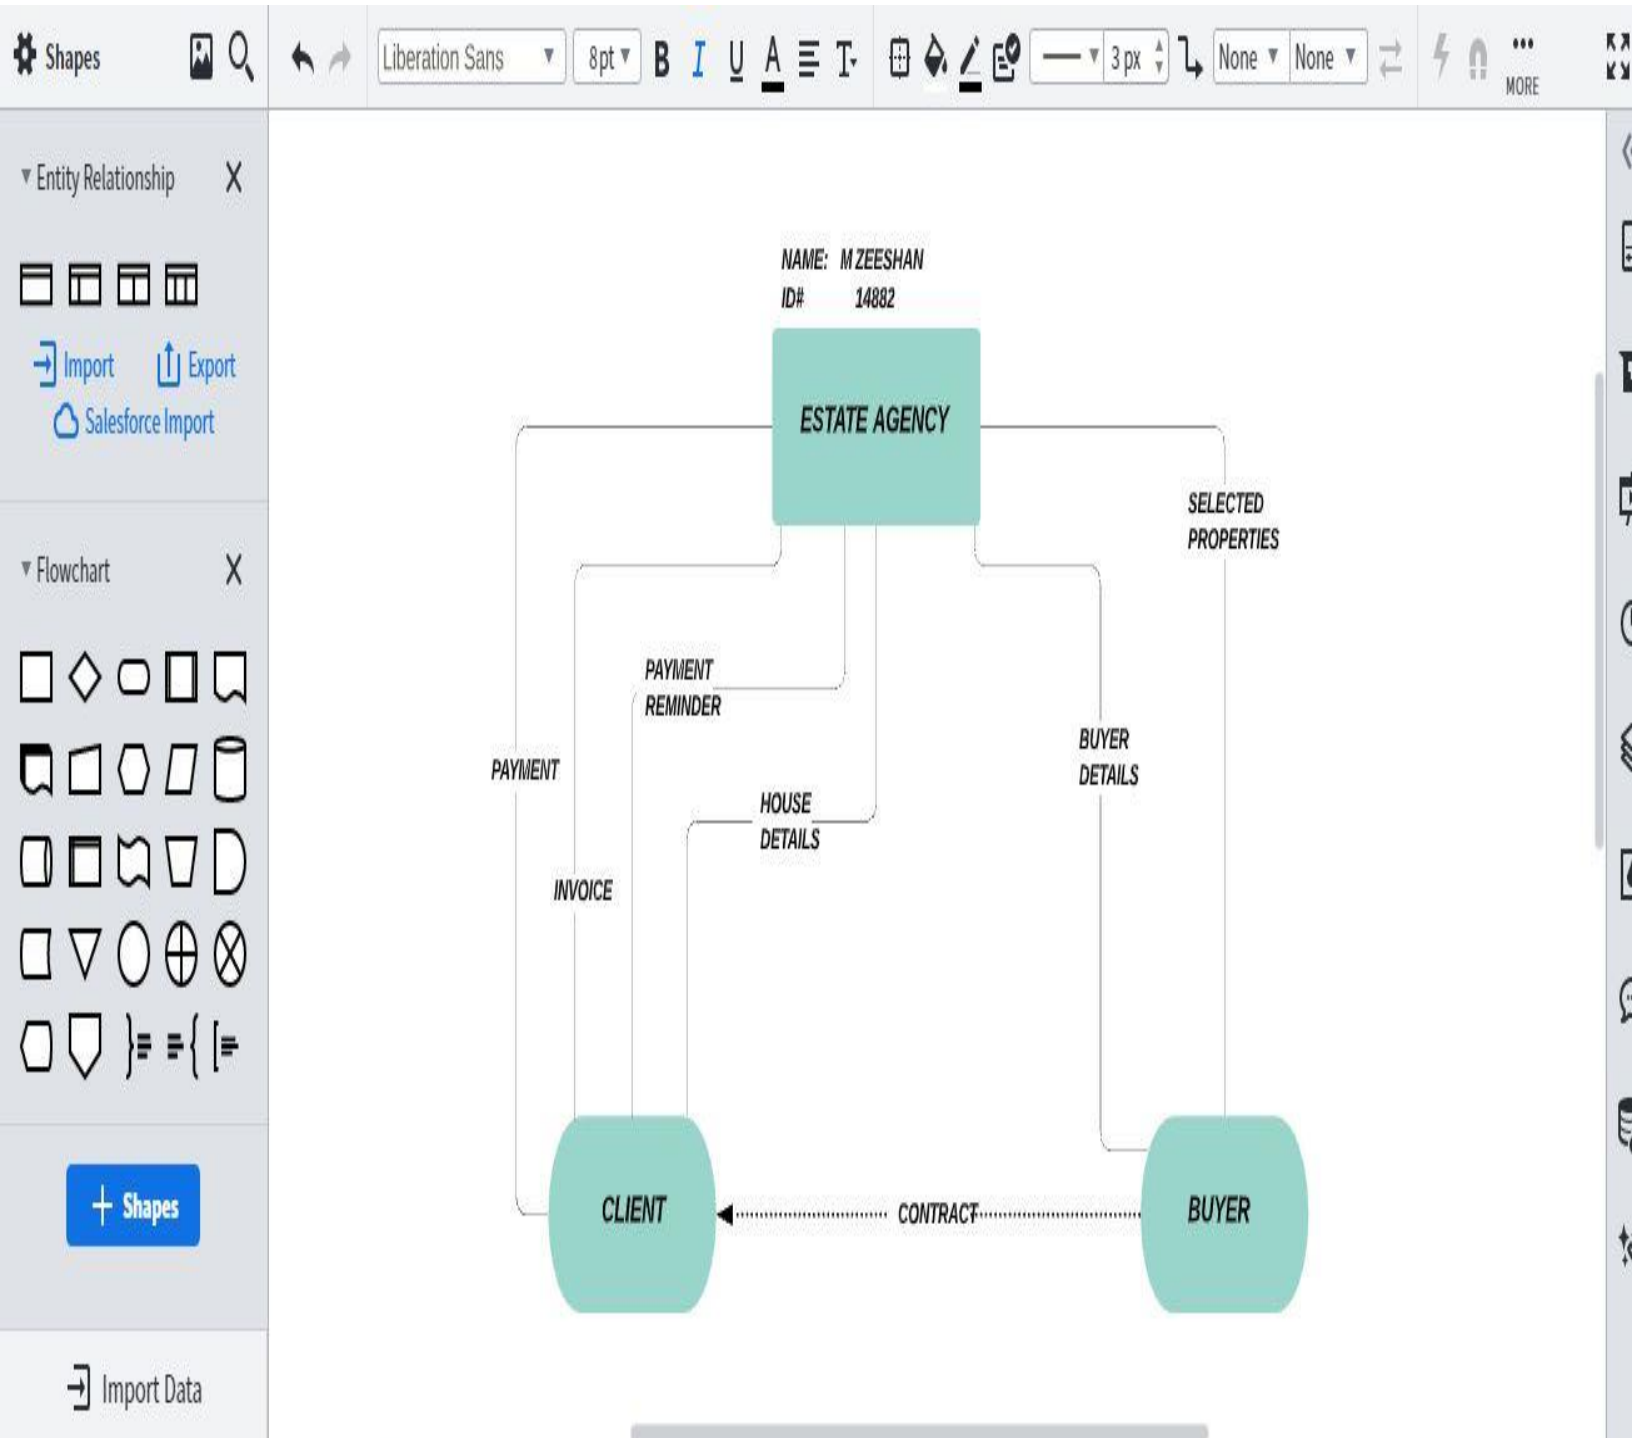 Shapes
Liberation Sans
8pt
B
I
U
A
T
3 px
None
None
MORE
Entity Relationship
X
Import
Export
Salesforce Import
Flowchart
X
+ Shapes
Import Data
NAME: M ZEESHAN
ID# 14882
ESTATE AGENCY
SELECTED
PROPERTIES
PAYMENT
REMINDER
BUYER
DETAILS
PAYMENT
HOUSE
DETAILS
INVOICE
CLIENT
CONTRACT
BUYER